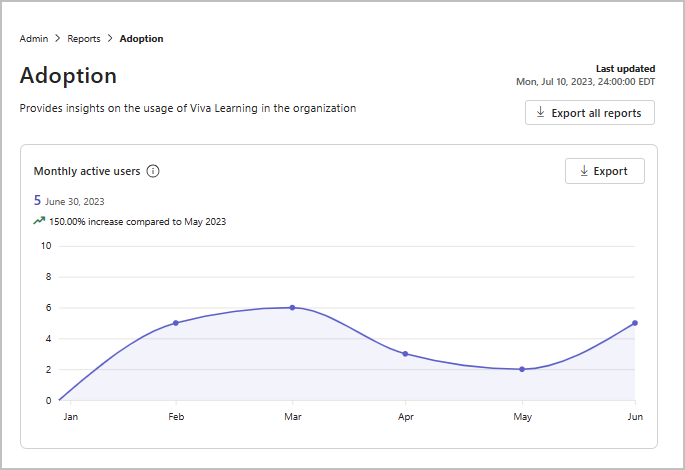 Admin > Reports > Adoption
Adoption
Last updated
Mon, Jul 10, 2023, 24:00:00 EDT
Provides insights on the usage of Viva Learning in the organization
Export all reports
Monthly active users
Export
5 June 30, 2023
150.00% increase compared to May 2023
10
8
6
4
2
0
Jan Feb Mar Apr May Jun